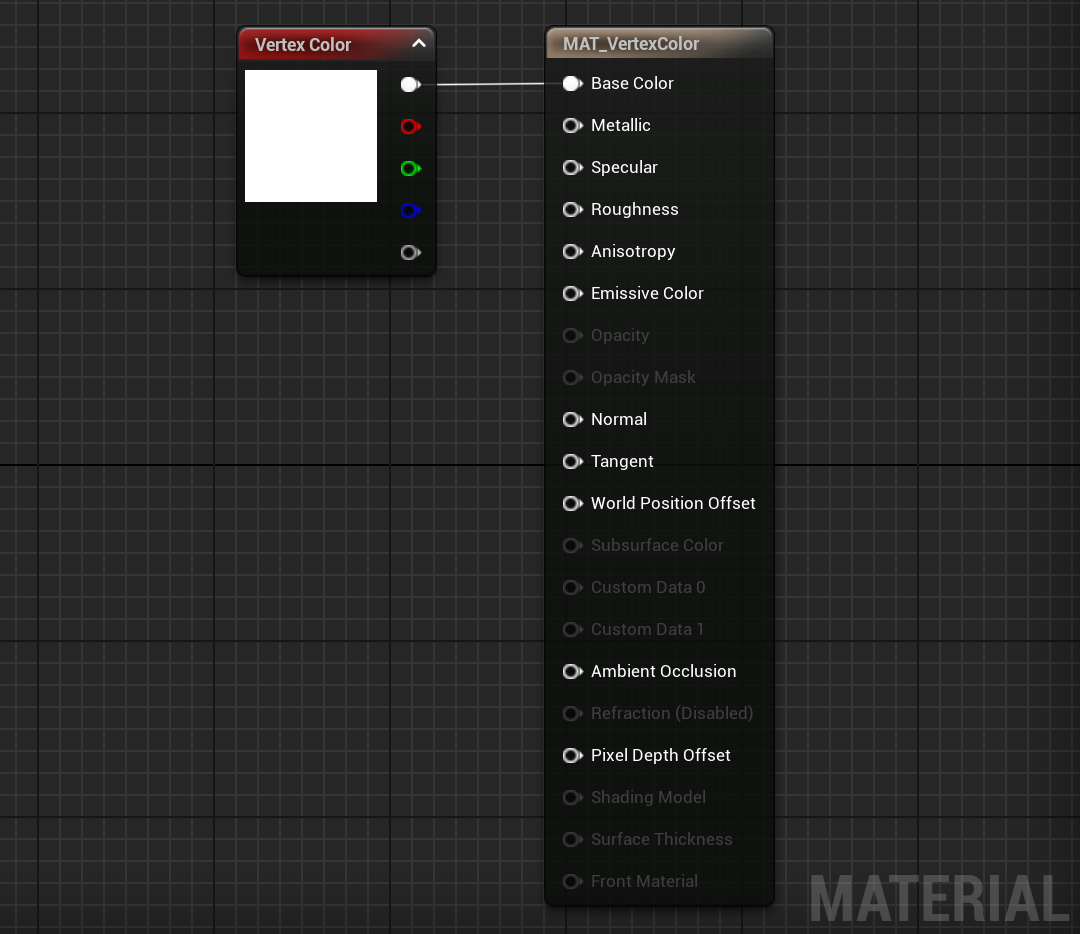 Vertex Color
MAT_VertexColor
Base Color
Metallic
Specular
Roughness
Anisotropy
Emissive Color
Opacity
Opacity Mask
Normal
Tangent
World Position Offset
Subsurface Color
Custom Data 0
Custom Data 1
Ambient Occlusion
Refraction (Disabled)
Pixel Depth Offset
Shading Model
Surface Thickness
Front Material
MATERIAL